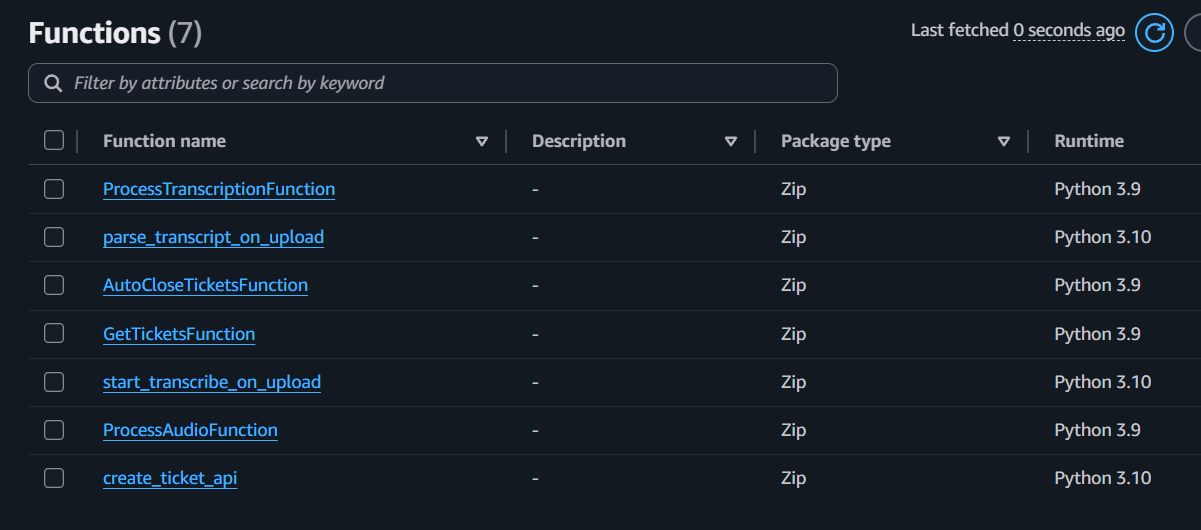 Functions (7)
Last fetched 0 seconds ago
Filter by attributes or search by keyword
Function name Description Package type Runtime
ProcessTranscriptionFunction - Zip Python 3.9
parse_transcript_on_upload - Zip Python 3.10
AutoCloseTicketsFunction - Zip Python 3.9
GetTicketsFunction - Zip Python 3.9
start_transcribe_on_upload - Zip Python 3.10
ProcessAudioFunction - Zip Python 3.9
create_ticket_api - Zip Python 3.10